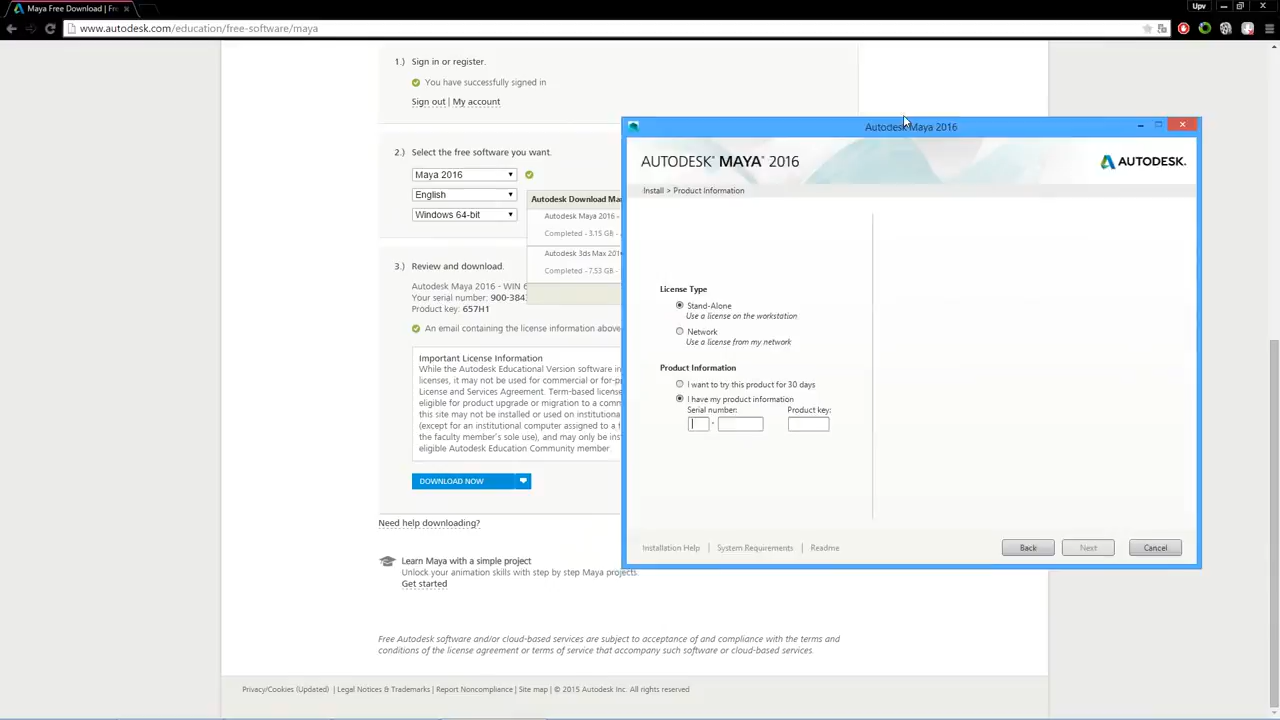 Maya Free Download | Fr
Upv
www.autodesk.com/education/free-software/maya
1.) Sign in or register.
You have successfully signed in
Sign out | My account
2.) Select the free software you want.
Maya 2016
English
Windows 64-bit
Autodesk Download Ma
Autodesk Maya 2016 -
Completed - 3.15 GB -
Autodesk 3ds Max 201
Completed - 7.53 GB -
3.) Review and download.
Autodesk Maya 2016 - WIN 6
Your serial number: 900-384
Product key: 657H1
An email containing the license information above
Important License Information
While the Autodesk Educational Version software in
licenses, it may not be used for commercial or for-p
License and Services Agreement. Term-based license
eligible for product upgrade or migration to a comm
this site may not be installed or used on institutional
(except for an institutional computer assigned to a f
the faculty member's sole use), and may only be ins
eligible Autodesk Education Community member.
DOWNLOAD NOW
Need help downloading?
Learn Maya with a simple project
Unlock your animation skills with step by step Maya projects.
Get started
Free Autodesk software and/or cloud-based services are subject to acceptance of and compliance with the terms and
conditions of the license agreement or terms of service that accompany such software or cloud-based services.
Privacy/Cookies (Updated) | Legal Notices & Trademarks | Report Noncompliance | Site map | © 2015 Autodesk Inc. All rights reserved
Autodesk Maya 2016
AUTODESK® MAYA® 2016
AUTODESK.
Install > Product Information
License Type
Stand-Alone
Use a license on the workstation
Network
Use a license from my network
Product Information
I want to try this product for 30 days
I have my product information
Serial number: Product key:
-
Installation Help | System Requirements | Readme
Back Next Cancel